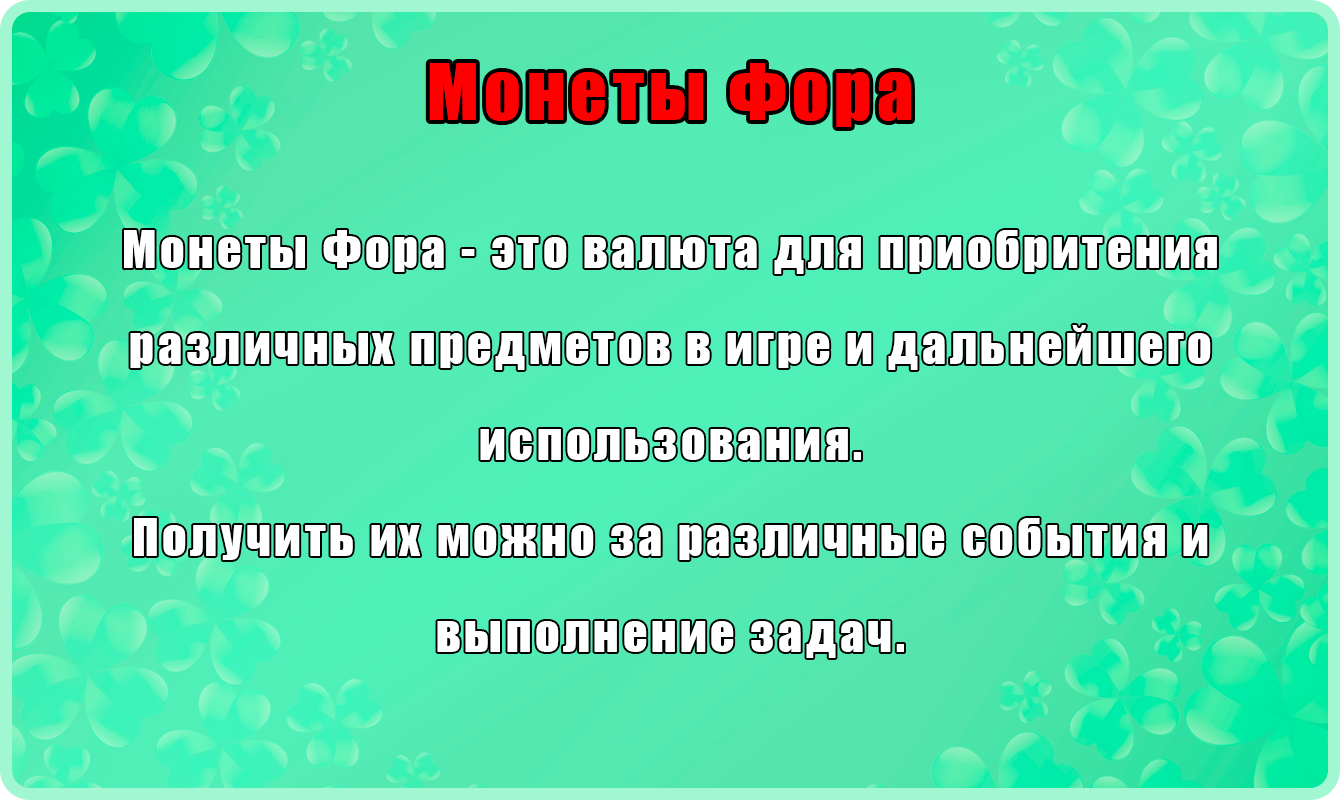 Монеты Фора
Монеты Фора - это валюта для приобритения
различных предметов в игре и дальнейшего
использования.
Получить их можно за различные события и
выполнение задач.